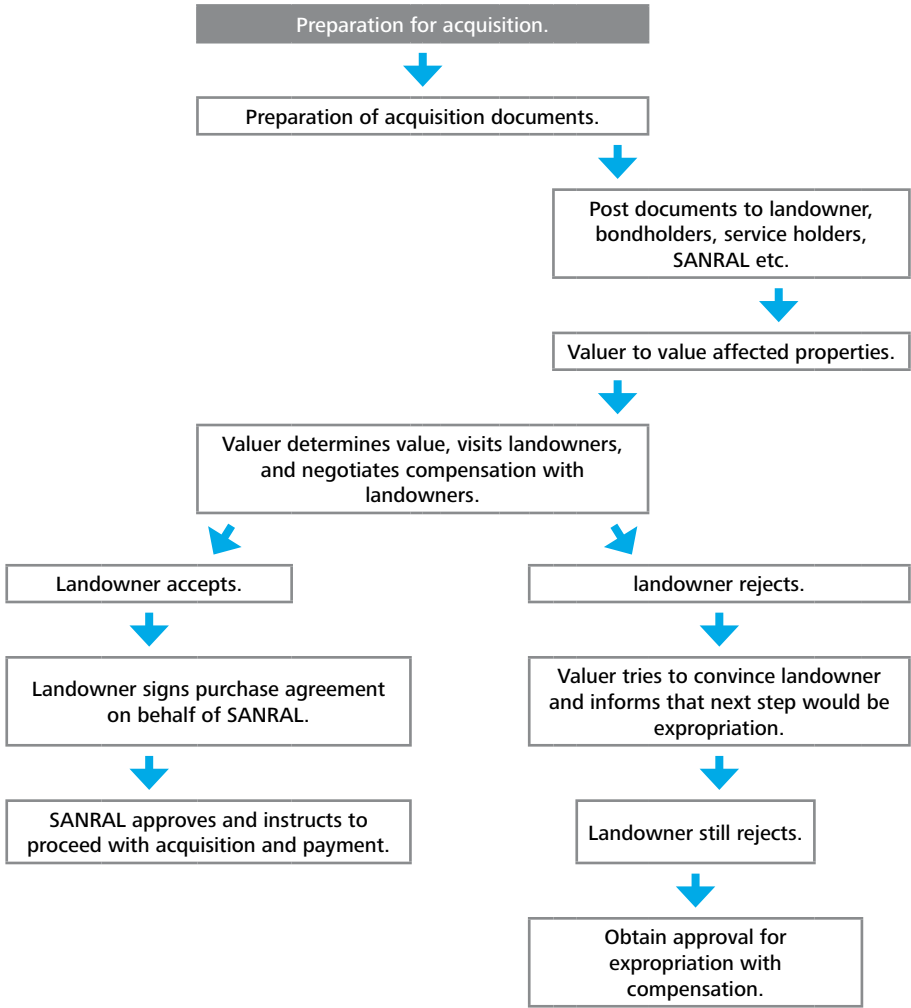 Preparation for acquisition.
Preparation of acquisition documents.
Post documents to landowner,
bondholders, service holders,
SANRAL etc.
Valuer to value affected properties.
Valuer determines value, visits landowners,
and negotiates compensation with
landowners.
Landowner accepts.
landowner rejects.
Landowner signs purchase agreement
on behalf of SANRAL.
Valuer tries to convince landowner
and informs that next step would be
expropriation.
SANRAL approves and instructs to
proceed with acquisition and payment.
Landowner still rejects.
Obtain approval for
expropriation with
compensation.